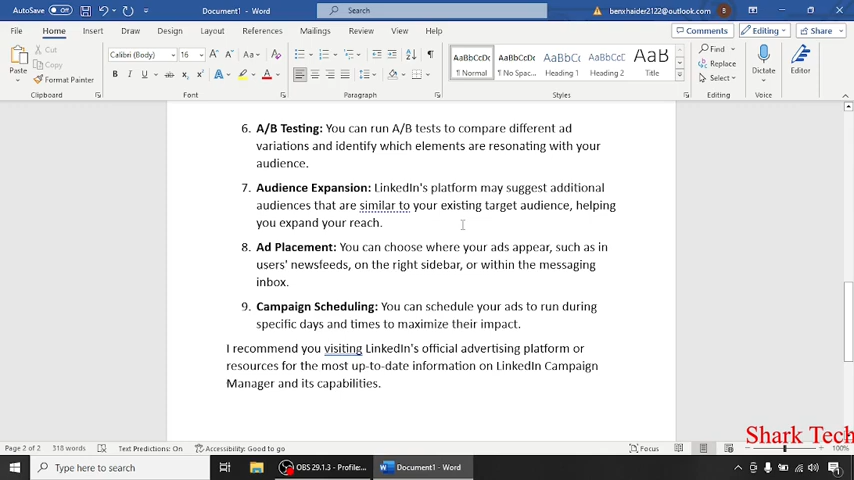 AutoSave Off Document1 - Word Search benxhaider2122@outlook.com B
File Home Insert Draw Design Layout References Mailings Review View Help Comments Editing Share
Cut Calibri (Body) 16 Find
Copy Replace
Paste Format Painter Select Dictate Editor
AaBbCcDc AaBbCcDc AaBbCc AaBbCcD AaB
¶ Normal ¶ No Spac... Heading 1 Heading 2 Title
Clipboard Font Paragraph Styles Editing Voice Editor
6. A/B Testing: You can run A/B tests to compare different ad
variations and identify which elements are resonating with your
audience.
7. Audience Expansion: LinkedIn's platform may suggest additional
audiences that are similar to your existing target audience, helping
you expand your reach.
8. Ad Placement: You can choose where your ads appear, such as in
users' newsfeeds, on the right sidebar, or within the messaging
inbox.
9. Campaign Scheduling: You can schedule your ads to run during
specific days and times to maximize their impact.
I recommend you visiting LinkedIn's official advertising platform or
resources for the most up-to-date information on LinkedIn Campaign
Manager and its capabilities.
Shark Tech
Page 2 of 2 318 words Text Predictions: On Accessibility: Good to go Focus 100%
Type here to search OBS 29.1.3 - Profile:... Document1 - Word